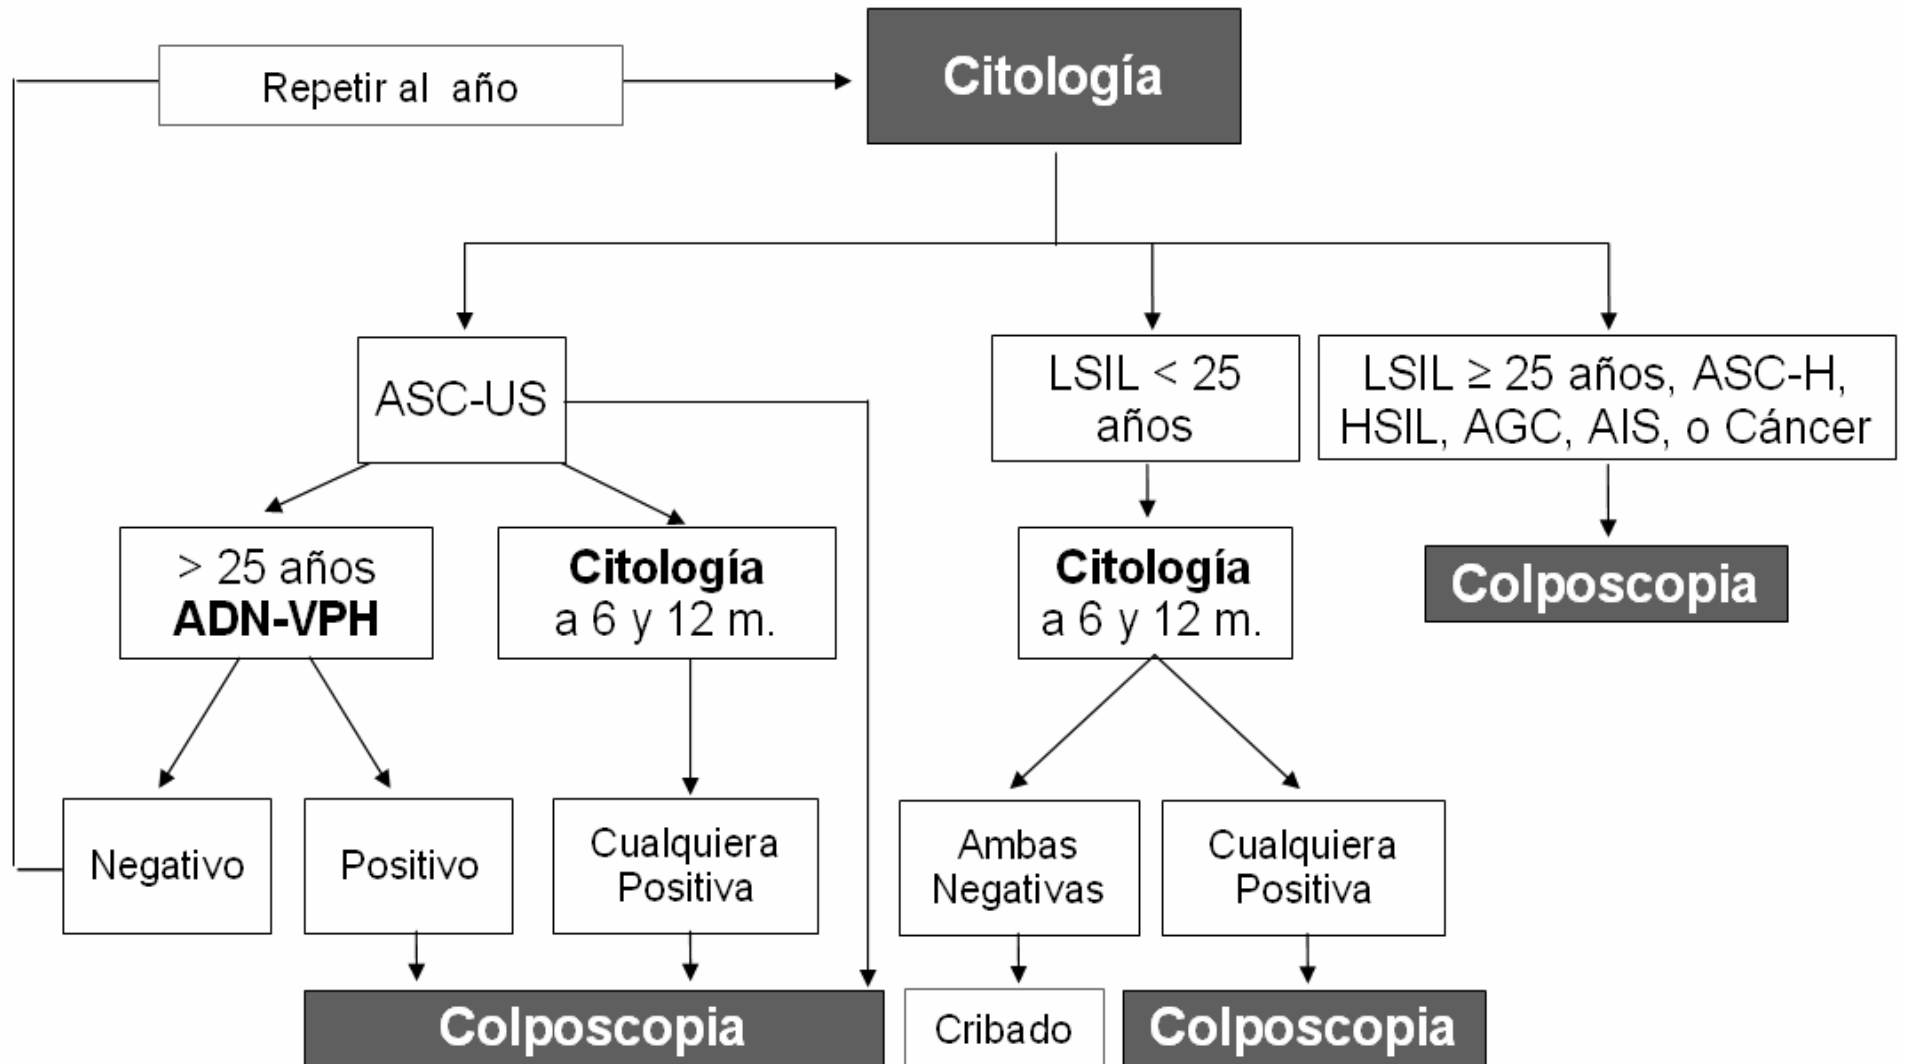 Repetir al año
Citología
ASC-US
LSIL < 25
años
LSIL ≥ 25 años, ASC-H,
HSIL, AGC, AIS, o Cáncer
> 25 años
ADN-VPH
Citología
a 6 y 12 m.
Citología
a 6 y 12 m.
Colposcopia
Negativo
Positivo
Cualquiera
Positiva
Ambas
Negativas
Cualquiera
Positiva
Colposcopia
Cribado
Colposcopia